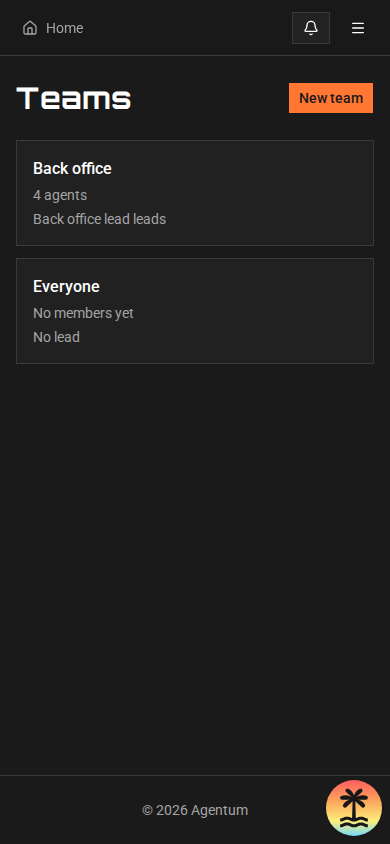 Home
Teams
New team
Back office
4 agents
Back office lead leads
Everyone
No members yet
No lead
© 2026 Agentum